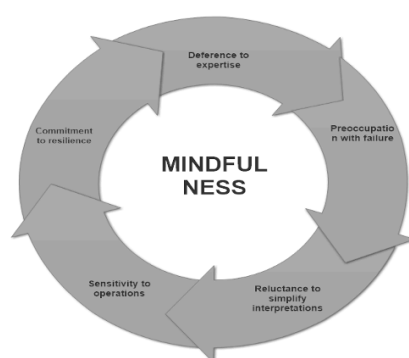 Deference to
expertise
Preoccupatio
n with failure
Reluctance to
simplify
interpretations
Sensitivity to
operations
Commitment
to resilience
MINDFUL
NESS